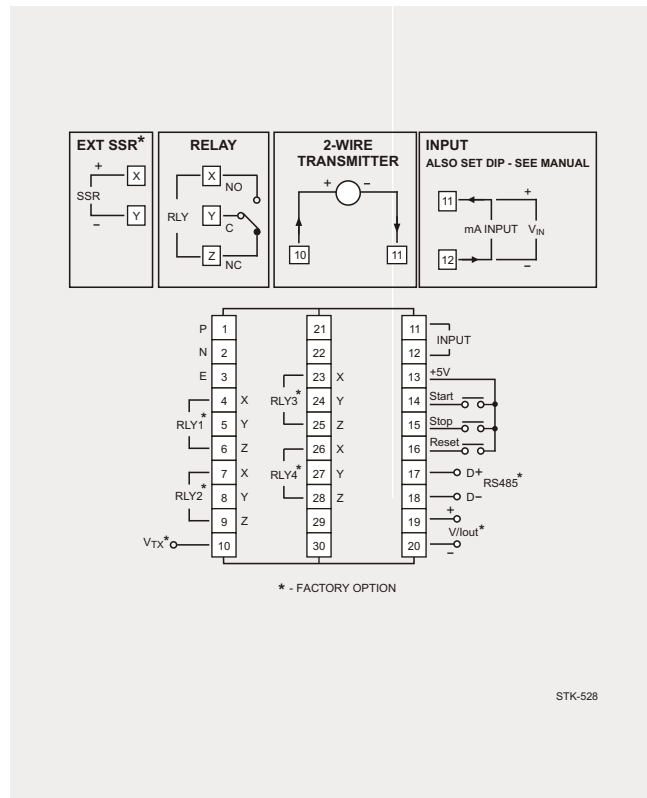 EXT SSR*
+
X
SSR
Y
–
RELAY
X
NO
RLY
Y
C
Z
NC
2-WIRE
TRANSMITTER
+ –
10 11
INPUT
ALSO SET DIP - SEE MANUAL
11
+
mA INPUT VIN
12
–
P 1
N 2
E 3
4 X
RLY1*
5 Y
6 Z
7 X
RLY2*
8 Y
9 Z
VTX* 10
21
22
23 X
RLY3*
24 Y
25 Z
26 X
RLY4*
27 Y
28 Z
29
30
11
INPUT
12
13 +5V
14 Start
15 Stop
16 Reset
17 D+
RS485*
18 D–
19 +
V/Iout*
20 –
* - FACTORY OPTION
STK-528